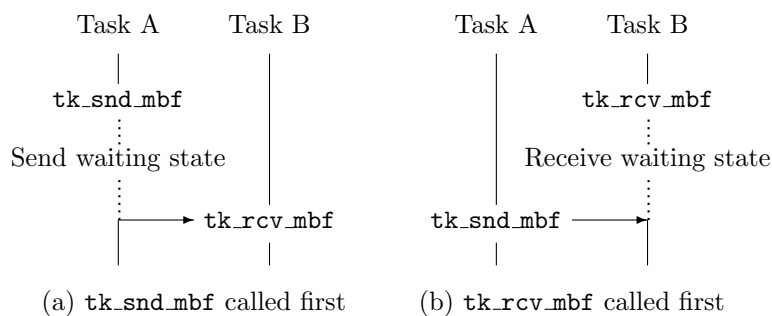 Task A Task B Task A Task B
tk_snd_mbf tk_rcv_mbf
Send waiting state Receive waiting state
tk_rcv_mbf tk_snd_mbf
(a) tk_snd_mbf called first (b) tk_rcv_mbf called first